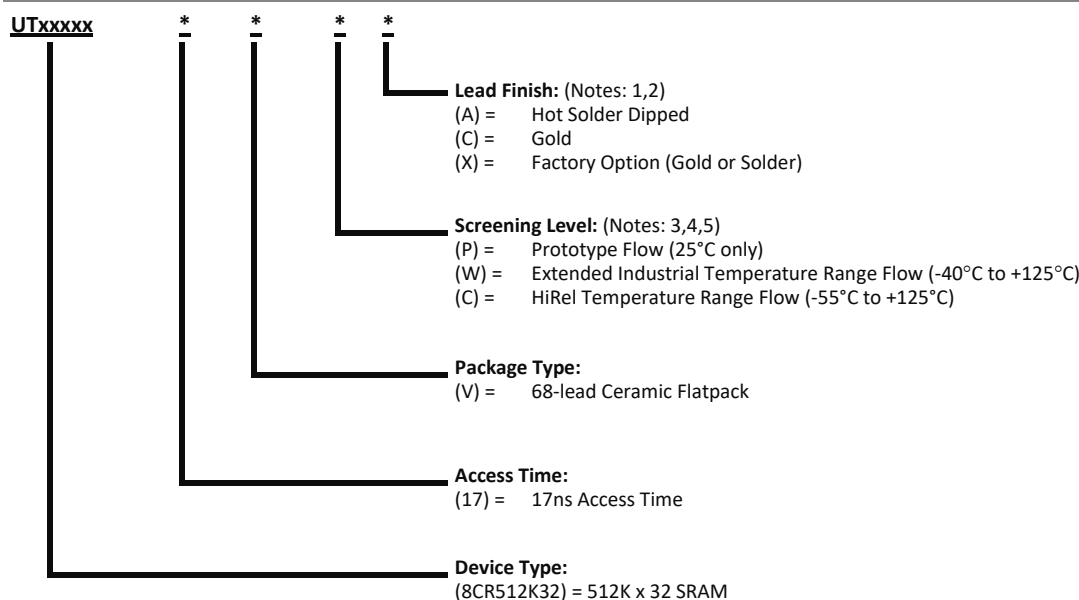 UTxxxxx * * * *
Lead Finish: (Notes: 1,2)
(A) = Hot Solder Dipped
(C) = Gold
(X) = Factory Option (Gold or Solder)
Screening Level: (Notes: 3,4,5)
(P) = Prototype Flow (25°C only)
(W) = Extended Industrial Temperature Range Flow (-40°C to +125°C)
(C) = HiRel Temperature Range Flow (-55°C to +125°C)
Package Type:
(V) = 68-lead Ceramic Flatpack
Access Time:
(17) = 17ns Access Time
Device Type:
(8CR512K32) = 512K x 32 SRAM